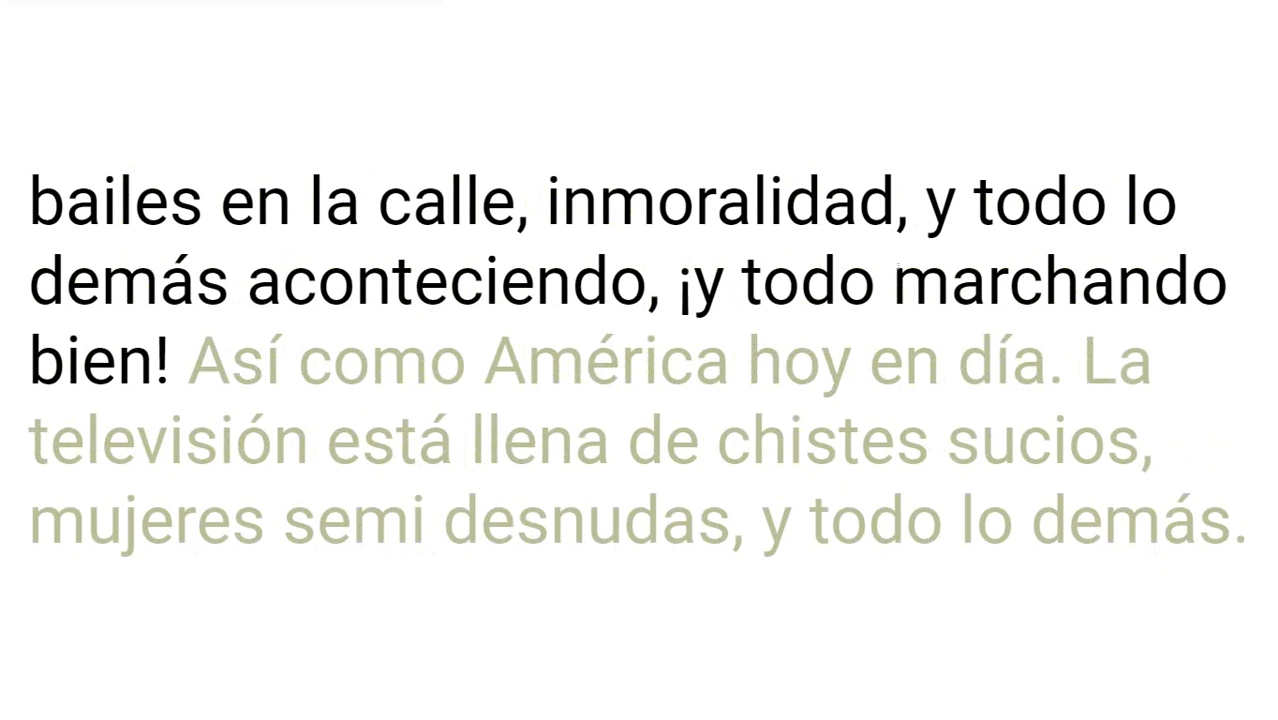 bailes en la calle, inmoralidad, y todo lo
demás aconteciendo, ¡y todo marchando
bien! Así como América hoy en día. La
televisión está llena de chistes sucios,
mujeres semi desnudas, y todo lo demás.